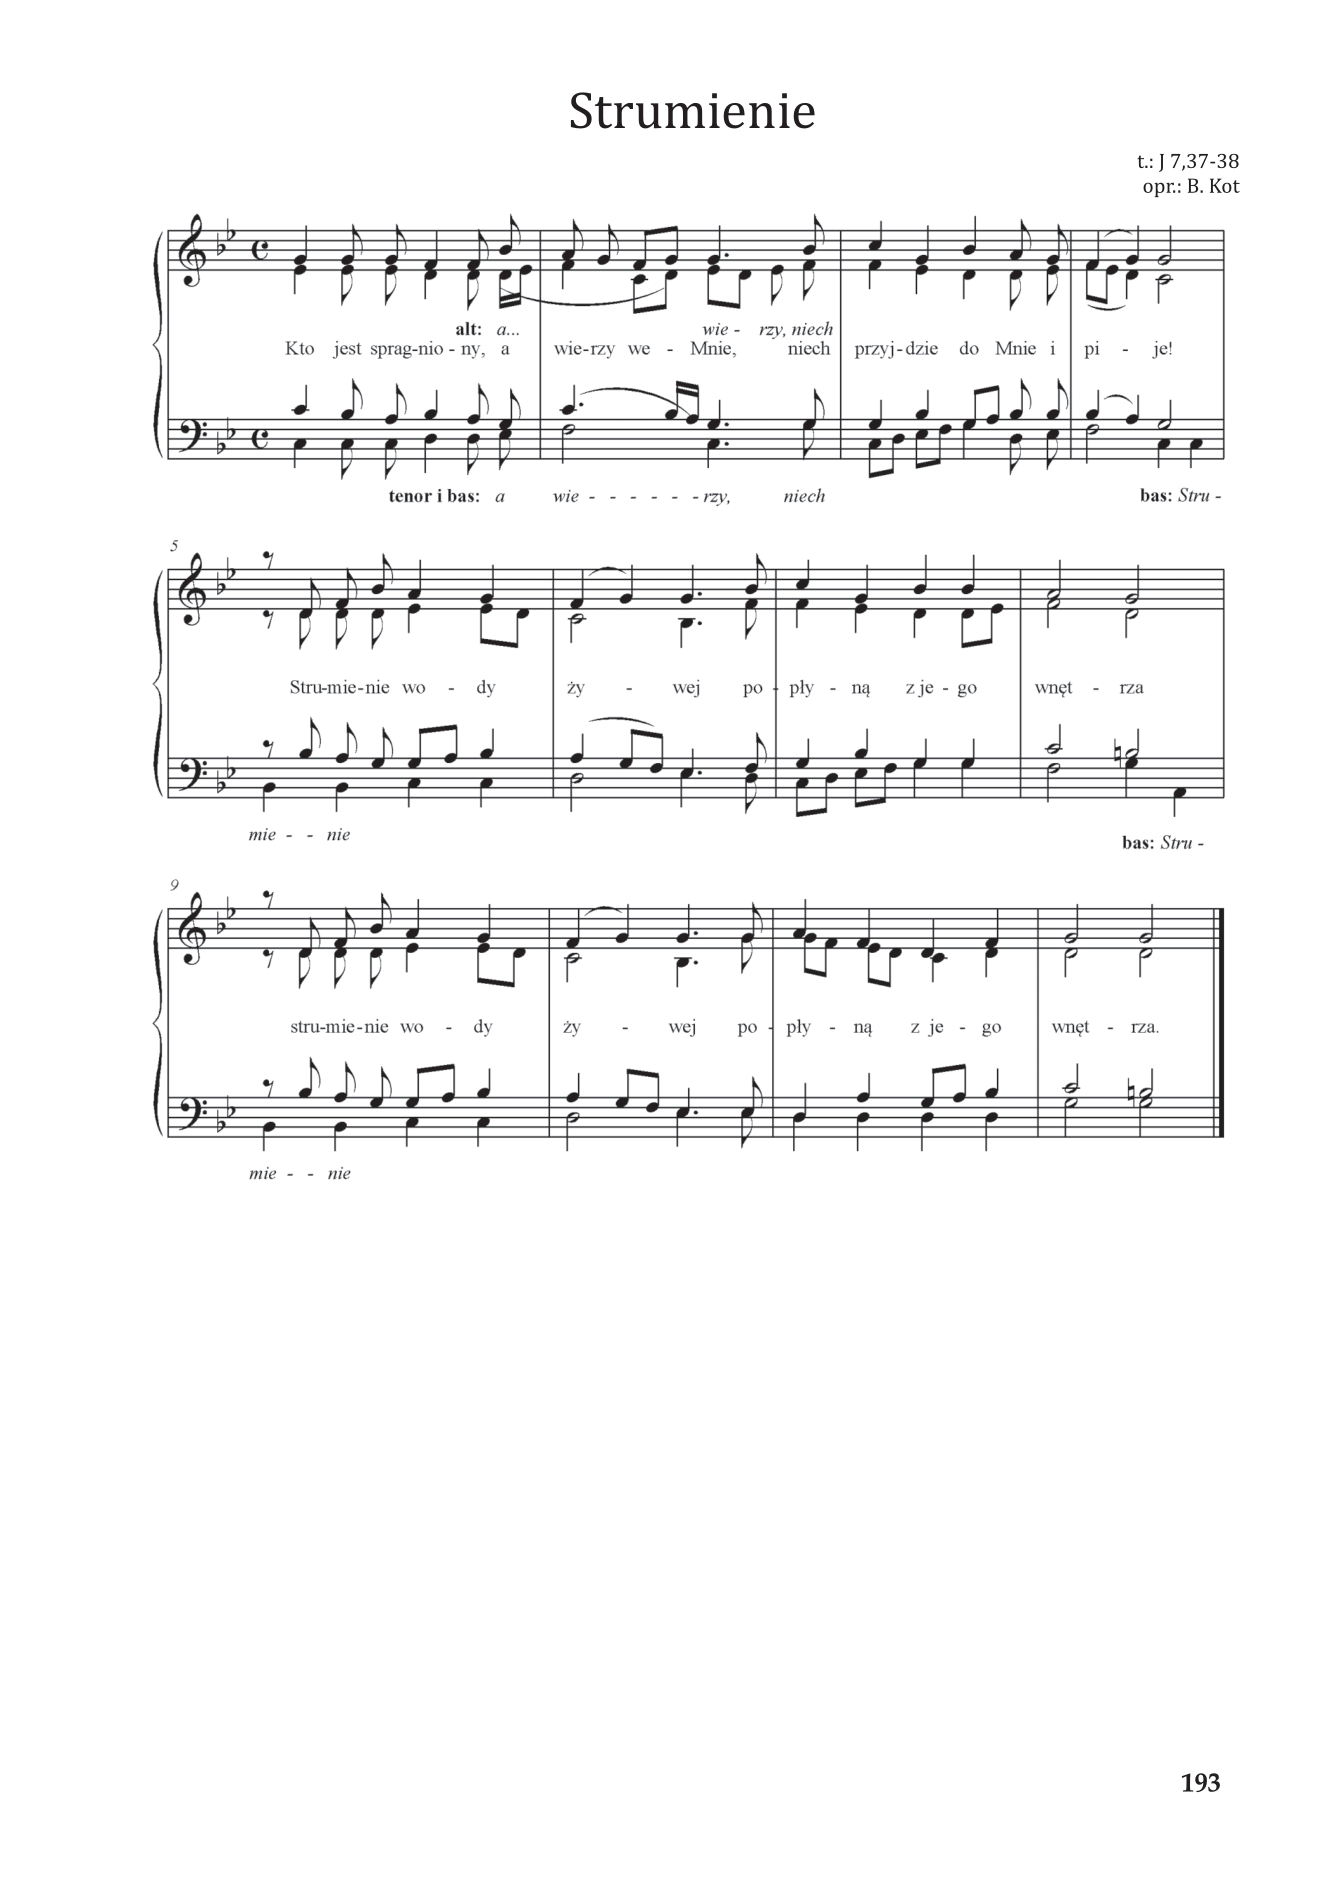 Strumienie
t.: J 7,37-38
opr.: B. Kot
alt: a... wie - rzy, niech
Kto jest sprag-nio - ny, a wie-rzy we - Mnie, niech przyj-dzie do Mnie i pi - je!
tenor i bas: a wie - - - - - - rzy, niech bas: Stru -
5
Stru-mie-nie wo - dy ży - wej po - pły - ną z je - go wnęt - rza
mie - - nie bas: Stru -
9
stru-mie-nie wo - dy ży - wej po - pły - ną z je - go wnęt - rza.
mie - - nie
193